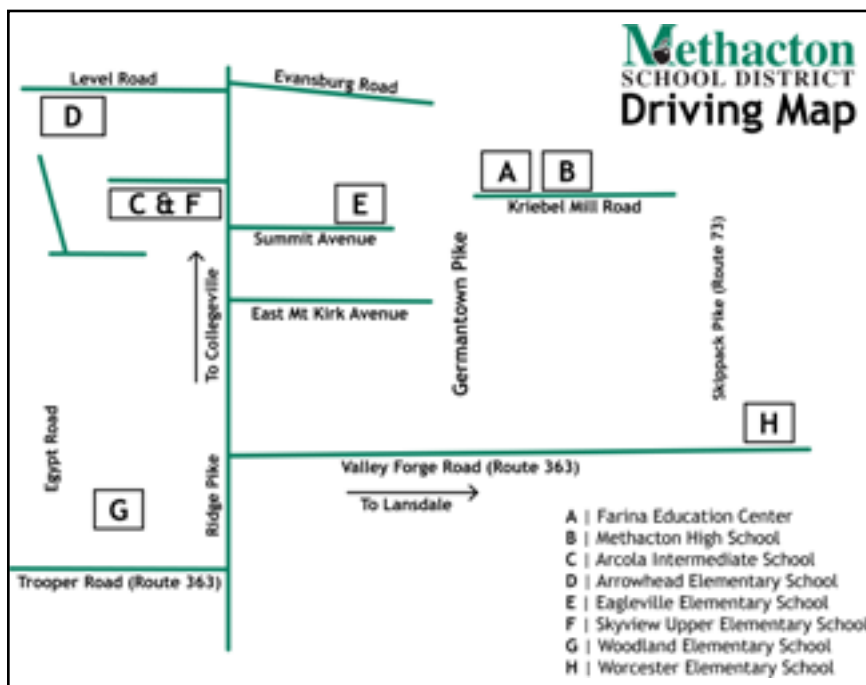 Methacton
SCHOOL DISTRICT
Driving Map
Level Road
Evansburg Road
D
A
B
Kriebel Mill Road
C & F
E
Summit Avenue
To Collegeville
East Mt Kirk Avenue
Germantown Pike
Skippack Pike (Route 73)
H
Egypt Road
Ridge Pike
Valley Forge Road (Route 363)
To Lansdale
G
Trooper Road (Route 363)
A | Farina Education Center
B | Methacton High School
C | Arcola Intermediate School
D | Arrowhead Elementary School
E | Eagleville Elementary School
F | Skyview Upper Elementary School
G | Woodland Elementary School
H | Worcester Elementary School